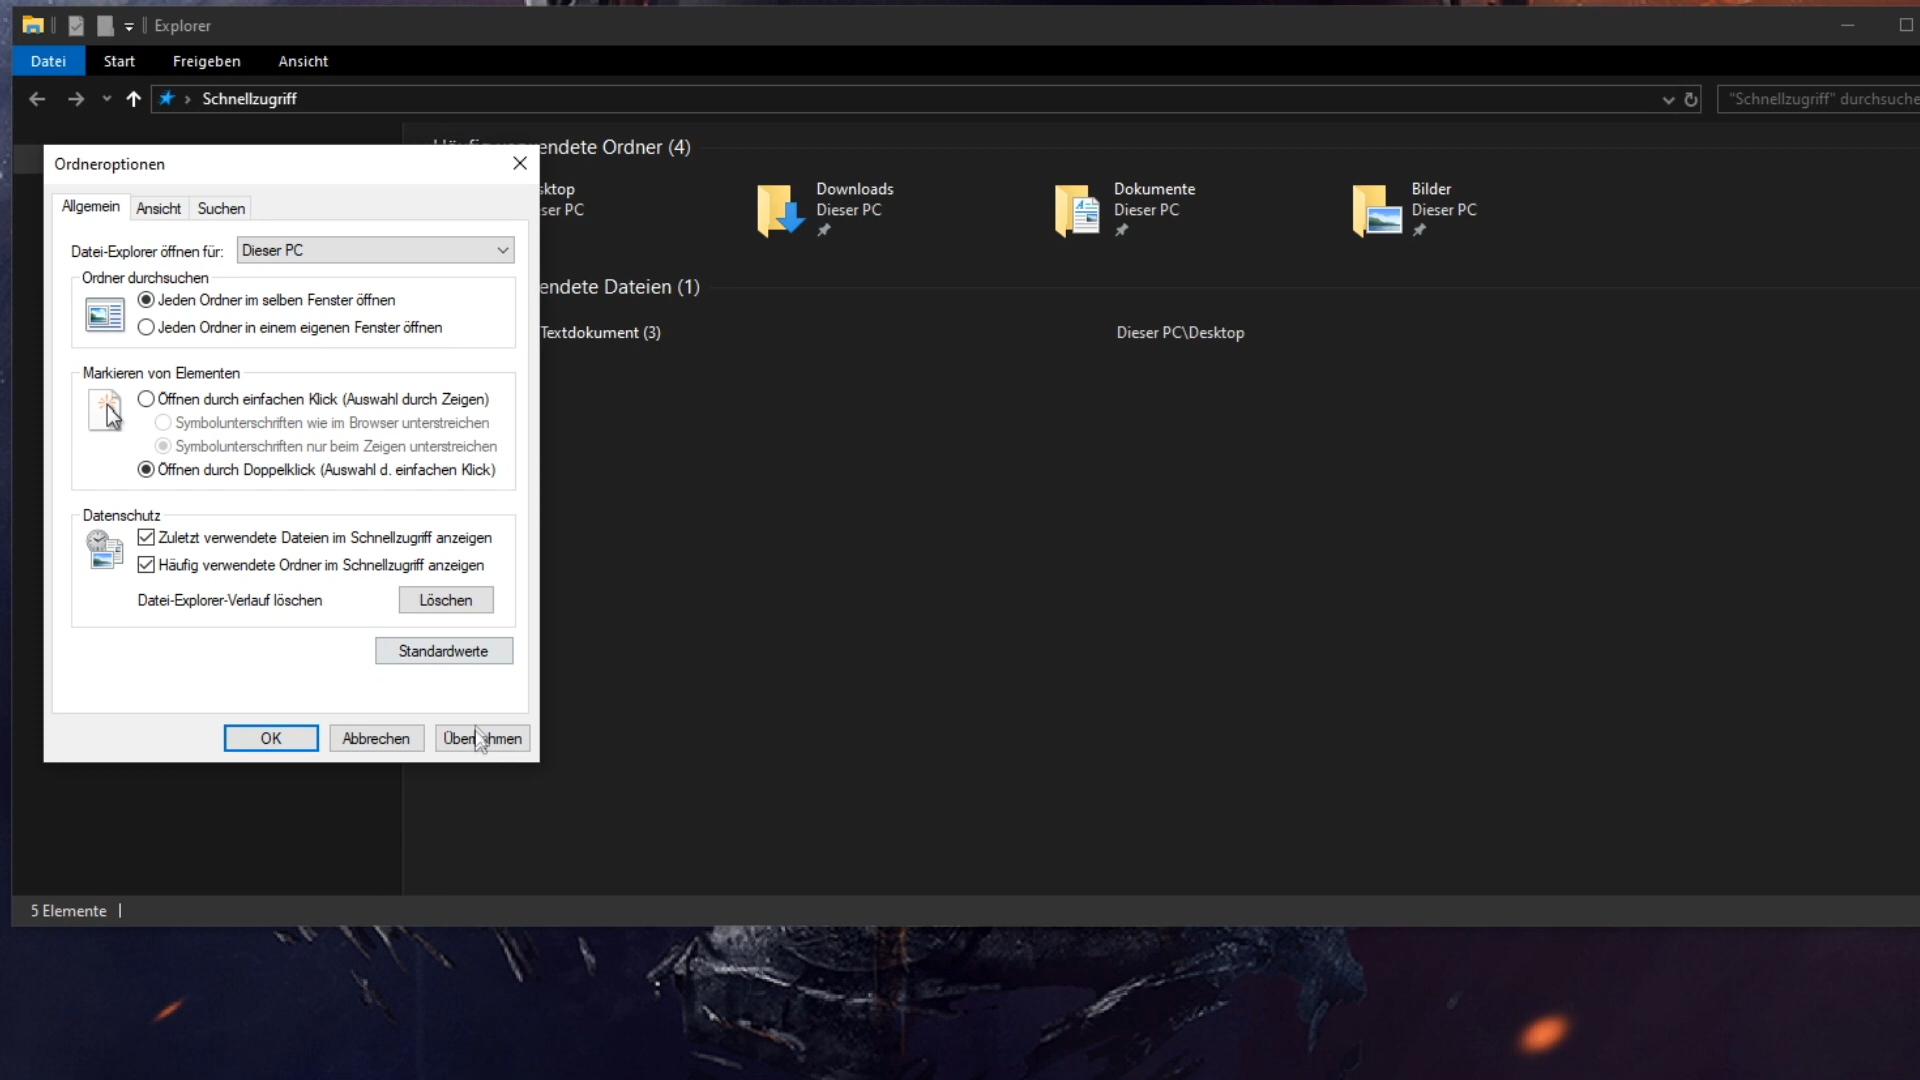 Explorer
Datei Start Freigeben Ansicht
Schnellzugriff
"Schnellzugriff" durchsuche
endete Ordner (4)
Ordneroptionen
Allgemein Ansicht Suchen
Datei-Explorer öffnen für: Dieser PC
Ordner durchsuchen
Jeden Ordner im selben Fenster öffnen
Jeden Ordner in einem eigenen Fenster öffnen
Markieren von Elementen
Öffnen durch einfachen Klick (Auswahl durch Zeigen)
Symbolunterschriften wie im Browser unterstreichen
Symbolunterschriften nur beim Zeigen unterstreichen
Öffnen durch Doppelklick (Auswahl d. einfachen Klick)
Datenschutz
Zuletzt verwendete Dateien im Schnellzugriff anzeigen
Häufig verwendete Ordner im Schnellzugriff anzeigen
Datei-Explorer-Verlauf löschen Löschen
Standardwerte
OK Abbrechen
sktop
ser PC
Downloads
Dieser PC
Dokumente
Dieser PC
Bilder
Dieser PC
endete Dateien (1)
Textdokument (3) Dieser PC\Desktop
5 Elemente